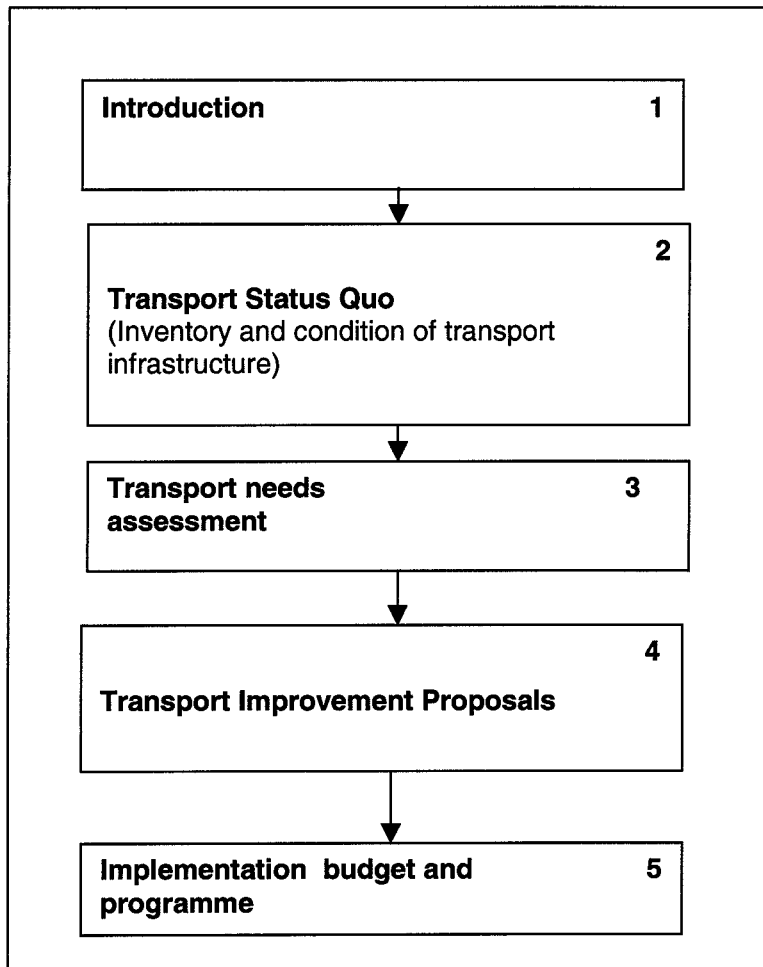 Introduction 1
2
Transport Status Quo
(Inventory and condition of transport
infrastructure)
Transport needs 3
assessment
4
Transport Improvement Proposals
Implementation budget and 5
programme